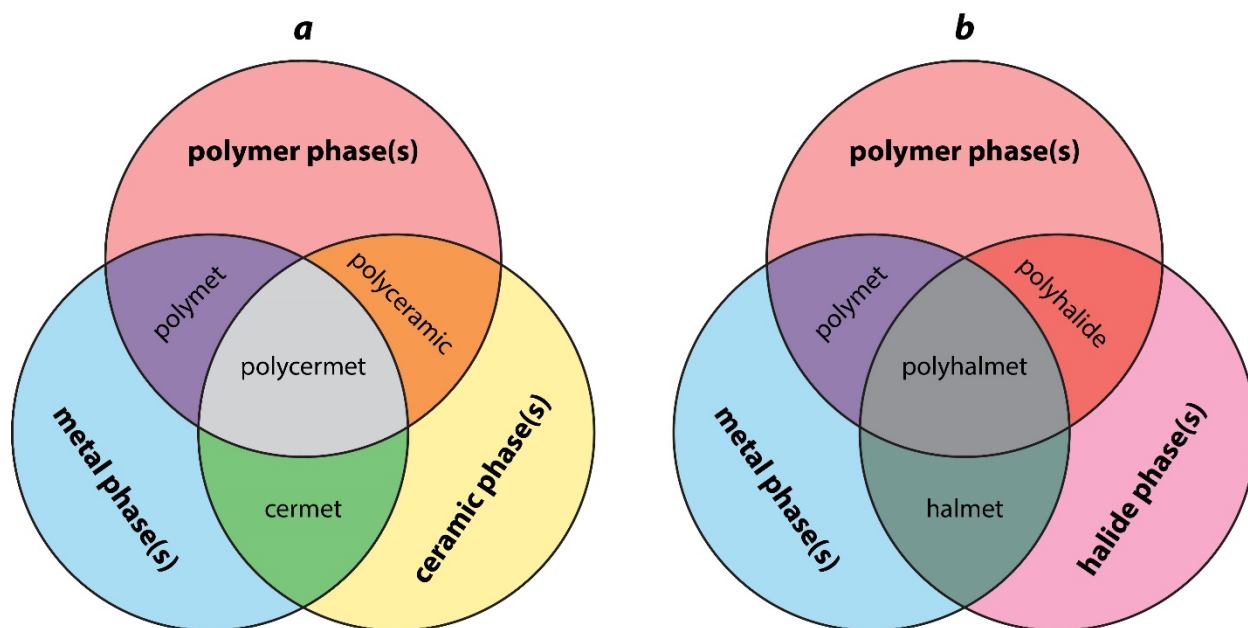 a
polymer phase(s)
polymet
polyceramic
polycermet
metal phase(s)
cermet
ceramic phase(s)
b
polymer phase(s)
polymet
polyhalide
polyhalmet
metal phase(s)
halmet
halide phase(s)